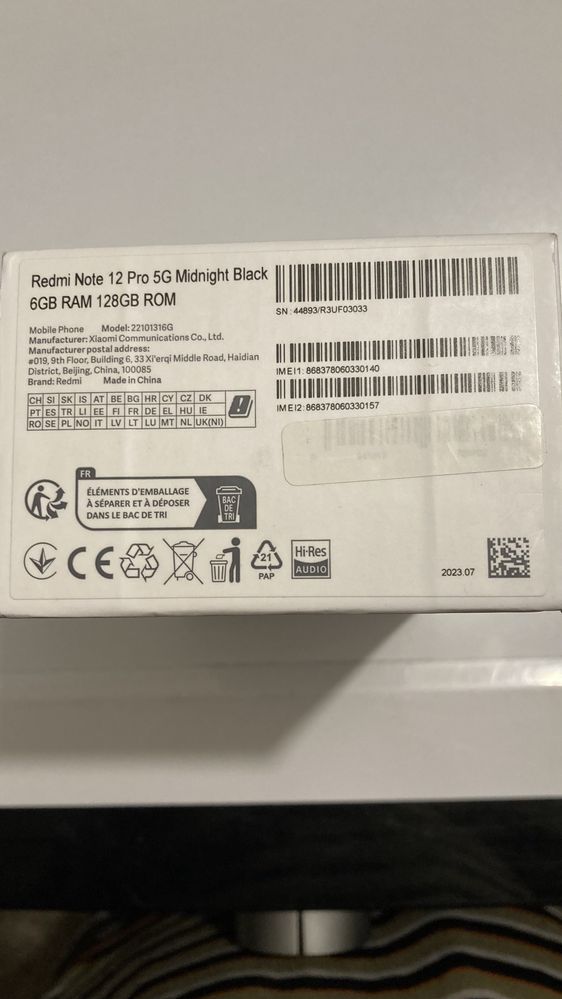 Redmi Note 12 Pro 5G Midnight Black
6GB RAM 128GB ROM
Mobile Phone Model: 22101316G
Manufacturer: Xiaomi Communications Co., Ltd.
Manufacturer postal address:
#019, 9th Floor, Building 6, 33 Xi'erqi Middle Road, Haidian
District, Beijing, China, 100085
Brand: Redmi Made in China
CH SI SK IS AT BE BG HR CY CZ DK
PT ES TR LI EE FI FR DE EL HU IE
RO SE PL NO IT LV LT LU MT NL UK(NI)
SN: 44893/R3UF03033
IMEI1: 868378060330140
IMEI2: 868378060330157
FR
ÉLÉMENTS D'EMBALLAGE
À SÉPARER ET À DÉPOSER
DANS LE BAC DE TRI
BAC
DE
TRI
CE
21
PAP
Hi-Res
AUDIO
2023.07